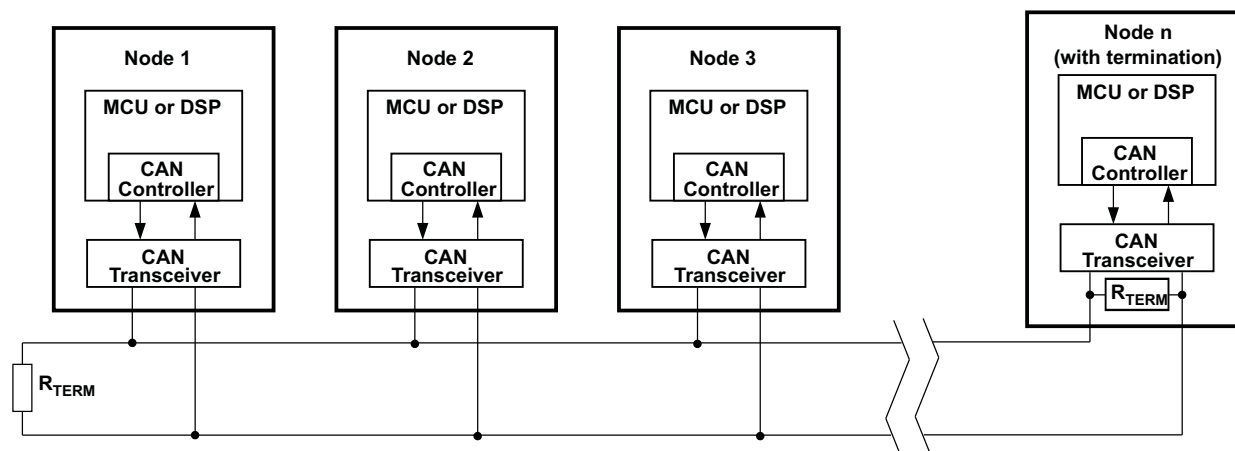 Node 1
MCU or DSP
CAN
Controller
CAN
Transceiver
Node 2
MCU or DSP
CAN
Controller
CAN
Transceiver
Node 3
MCU or DSP
CAN
Controller
CAN
Transceiver
Node n
(with termination)
MCU or DSP
CAN
Controller
CAN
Transceiver
RTERM
RTERM